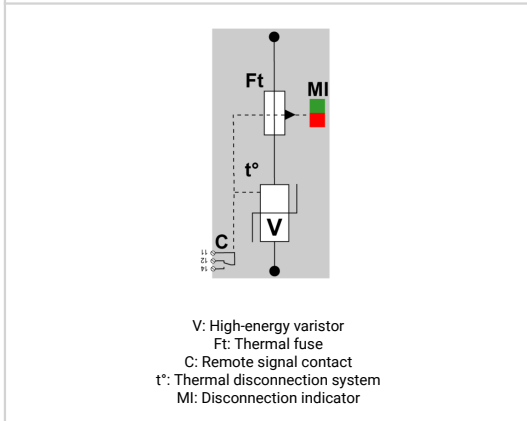 Ft
MI
t°
V
C
11
12
14
V: High-energy varistor
Ft: Thermal fuse
C: Remote signal contact
t°: Thermal disconnection system
MI: Disconnection indicator